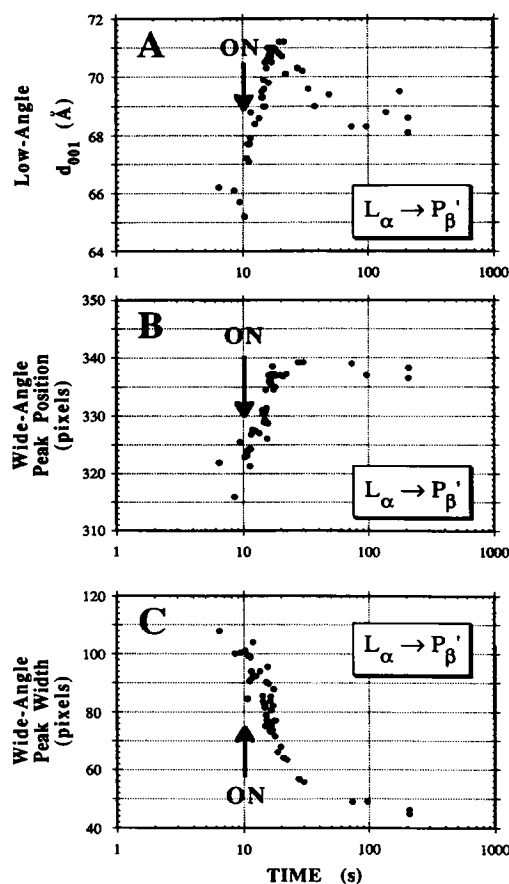 A
ON
72
70
68
66
64
Low-Angle
d001 (Å)
Lα → Pβ'
1
10
100
1000
B
ON
350
340
330
320
310
Wide-Angle
Peak Position
(pixels)
Lα → Pβ'
1
10
100
1000
C
ON
120
100
80
60
40
Wide-Angle
Peak Width
(pixels)
Lα → Pβ'
1
10
100
1000
TIME (s)